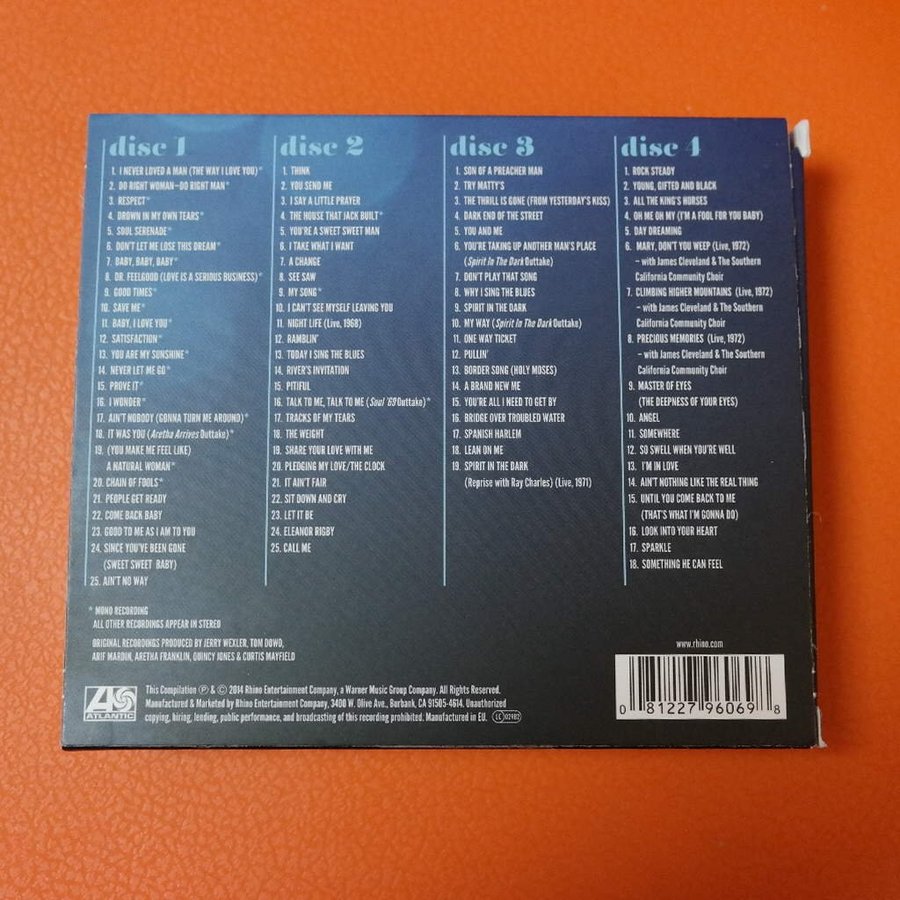 disc 1
1. I NEVER LOVED A MAN (THE WAY I LOVE YOU)*
2. DO RIGHT WOMAN–DO RIGHT MAN*
3. RESPECT*
4. DROWN IN MY OWN TEARS*
5. SOUL SERENADE*
6. DON'T LET ME LOSE THIS DREAM*
7. BABY, BABY, BABY*
8. DR. FEELGOOD (LOVE IS A SERIOUS BUSINESS)*
9. GOOD TIMES*
10. SAVE ME*
11. BABY, I LOVE YOU*
12. SATISFACTION*
13. YOU ARE MY SUNSHINE*
14. NEVER LET ME GO*
15. PROVE IT*
16. I WONDER*
17. AIN'T NOBODY (GONNA TURN ME AROUND)*
18. IT WAS YOU (Aretha Arrives Outtake)*
19. (YOU MAKE ME FEEL LIKE)
A NATURAL WOMAN*
20. CHAIN OF FOOLS*
21. PEOPLE GET READY
22. COME BACK BABY
23. GOOD TO ME AS I AM TO YOU
24. SINCE YOU'VE BEEN GONE
(SWEET SWEET BABY)
25. AIN'T NO WAY
disc 2
1. THINK
2. YOU SEND ME
3. I SAY A LITTLE PRAYER
4. THE HOUSE THAT JACK BUILT*
5. YOU'RE A SWEET SWEET MAN
6. I TAKE WHAT I WANT
7. A CHANGE
8. SEE SAW
9. MY SONG*
10. I CAN'T SEE MYSELF LEAVING YOU
11. NIGHT LIFE (Live, 1968)
12. RAMBLIN'
13. TODAY I SING THE BLUES
14. RIVER'S INVITATION
15. PITIFUL
16. TALK TO ME, TALK TO ME (Soul '69 Outtake)*
17. TRACKS OF MY TEARS
18. THE WEIGHT
19. SHARE YOUR LOVE WITH ME
20. PLEDGING MY LOVE/THE CLOCK
21. IT AIN'T FAIR
22. SIT DOWN AND CRY
23. LET IT BE
24. ELEANOR RIGBY
25. CALL ME
disc 3
1. SON OF A PREACHER MAN
2. TRY MATTY'S
3. THE THRILL IS GONE (FROM YESTERDAY'S KISS)
4. DARK END OF THE STREET
5. YOU AND ME
6. YOU'RE TAKING UP ANOTHER MAN'S PLACE
(Spirit In The Dark Outtake)
7. DON'T PLAY THAT SONG
8. WHY I SING THE BLUES
9. SPIRIT IN THE DARK
10. MY WAY (Spirit In The Dark Outtake)
11. ONE WAY TICKET
12. PULLIN'
13. BORDER SONG (HOLY MOSES)
14. A BRAND NEW ME
15. YOU'RE ALL I NEED TO GET BY
16. BRIDGE OVER TROUBLED WATER
17. SPANISH HARLEM
18. LEAN ON ME
19. SPIRIT IN THE DARK
(Reprise with Ray Charles) (Live, 1971)
disc 4
1. ROCK STEADY
2. YOUNG, GIFTED AND BLACK
3. ALL THE KING'S HORSES
4. OH ME OH MY (I'M A FOOL FOR YOU BABY)
5. DAY DREAMING
6. MARY, DON'T YOU WEEP (Live, 1972)
– with James Cleveland & The Southern
California Community Choir
7. CLIMBING HIGHER MOUNTAINS (Live, 1972)
– with James Cleveland & The Southern
California Community Choir
8. PRECIOUS MEMORIES (Live, 1972)
– with James Cleveland & The Southern
California Community Choir
9. MASTER OF EYES
(THE DEEPNESS OF YOUR EYES)
10. ANGEL
11. SOMEWHERE
12. SO SWELL WHEN YOU'RE WELL
13. I'M IN LOVE
14. AIN'T NOTHING LIKE THE REAL THING
15. UNTIL YOU COME BACK TO ME
(THAT'S WHAT I'M GONNA DO)
16. LOOK INTO YOUR HEART
17. SPARKLE
18. SOMETHING HE CAN FEEL
* MONO RECORDING
ALL OTHER RECORDINGS APPEAR IN STEREO
ORIGINAL RECORDINGS PRODUCED BY JERRY WEXLER, TOM DOWD,
ARIF MARDIN, ARETHA FRANKLIN, QUINCY JONES & CURTIS MAYFIELD
www.rhino.com
ATLANTIC
This Compilation ℗ & © 2014 Rhino Entertainment Company, a Warner Music Group Company. All Rights Reserved.
Manufactured & Marketed by Rhino Entertainment Company, 3400 W. Olive Ave., Burbank, CA 91505-4614. Unauthorized
copying, hiring, lending, public performance, and broadcasting of this recording prohibited. Manufactured in EU. LC 02982
0 81227 96069 8